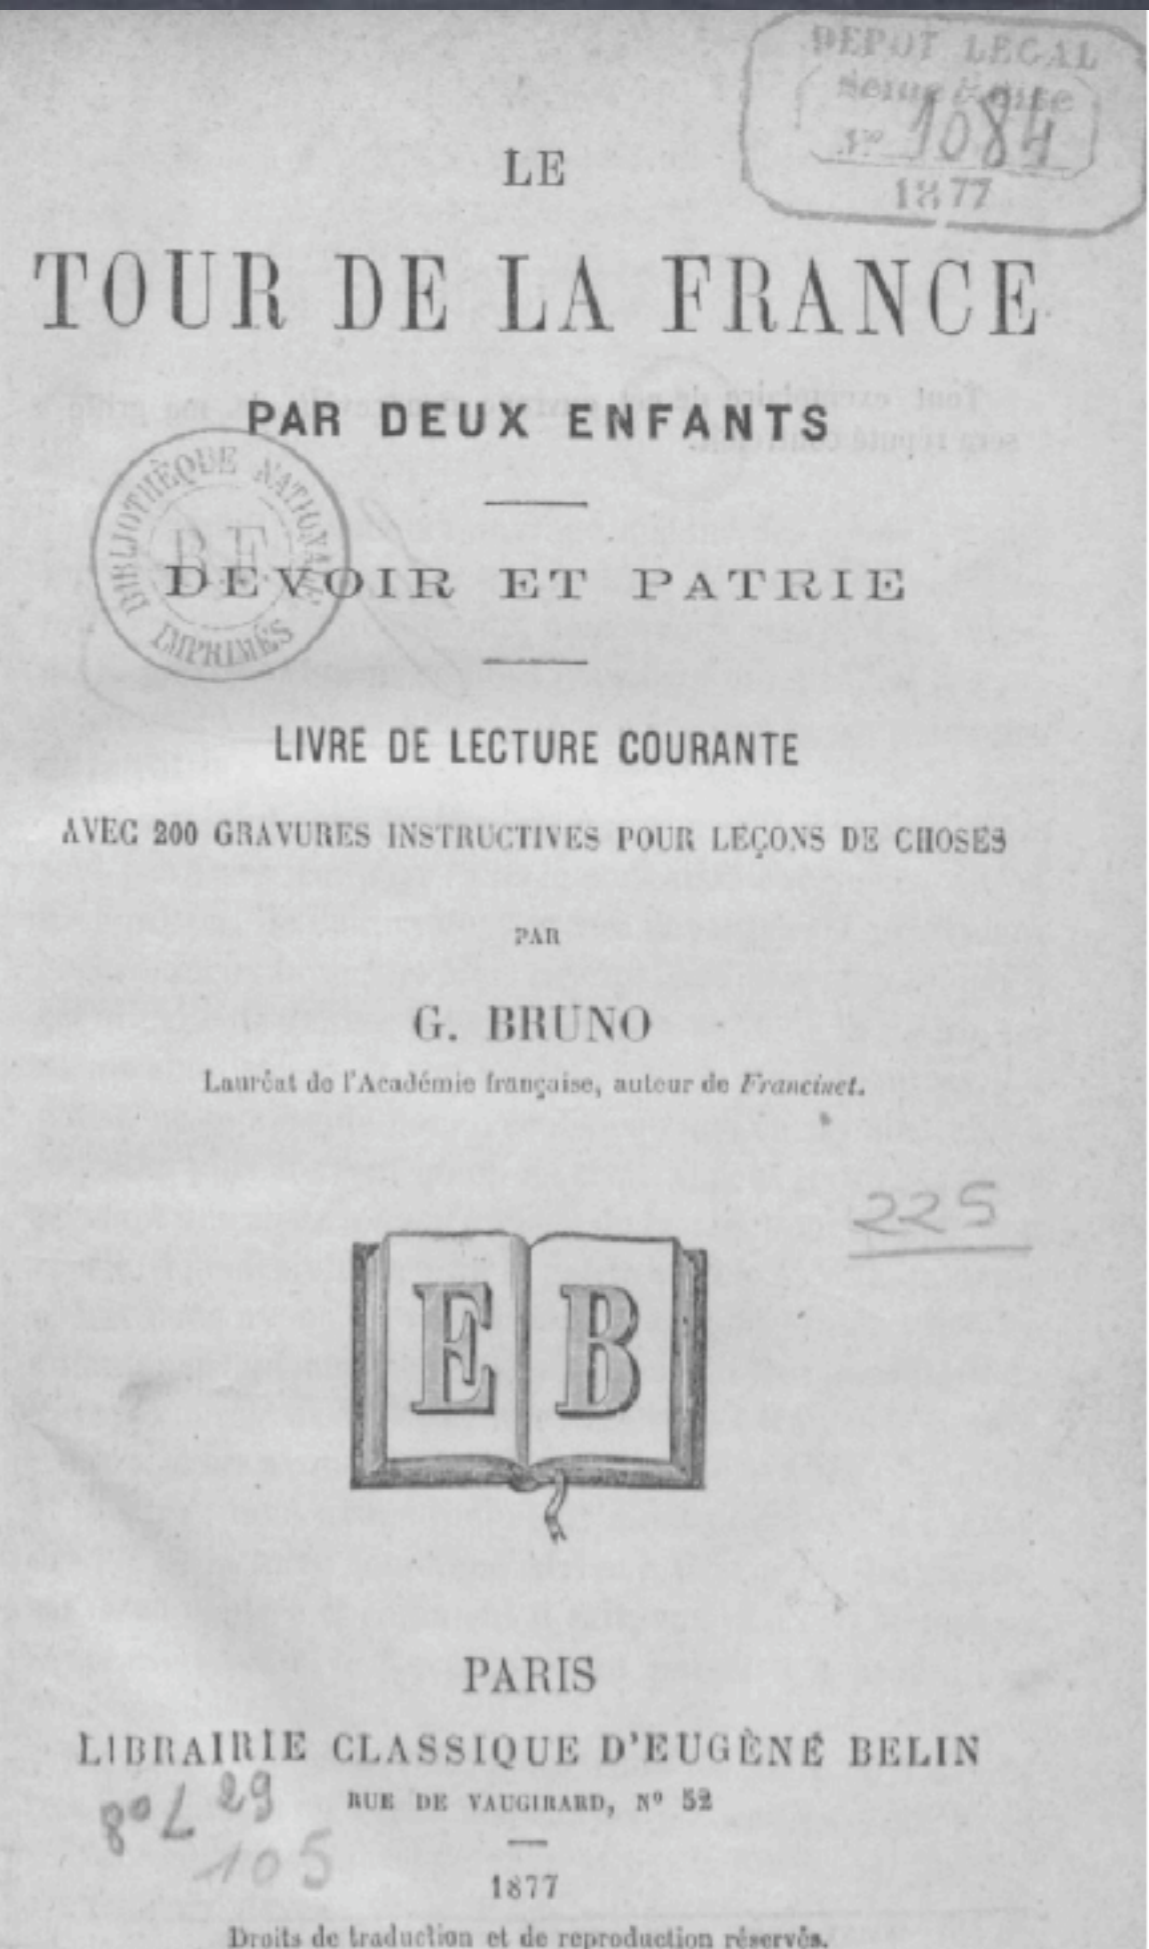 DEPOT LEGAL
Seine & Oise
Nº 1084
1877
LE
TOUR DE LA FRANCE
PAR DEUX ENFANTS
BIBLIOTHÈQUE NATIONALE
IMPRIMÉS
DEVOIR ET PATRIE
LIVRE DE LECTURE COURANTE
AVEC 200 GRAVURES INSTRUCTIVES POUR LEÇONS DE CHOSES
PAR
G. BRUNO
Lauréat de l'Académie française, auteur de Francinet.
225
E B
PARIS
LIBRAIRIE CLASSIQUE D'EUGÈNE BELIN
RUE DE VAUGIRARD, Nº 52
8º L 29
105
1877
Droits de traduction et de reproduction réservés.